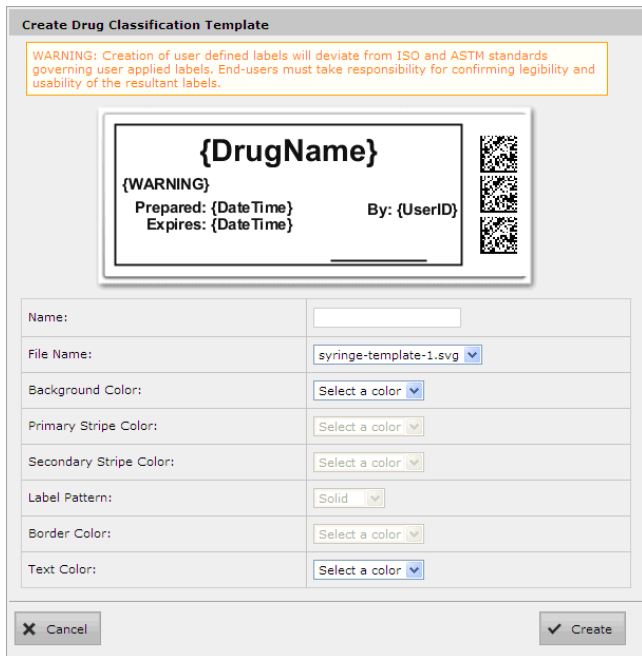 Create Drug Classification Template
WARNING: Creation of user defined labels will deviate from ISO and ASTM standards
governing user applied labels. End-users must take responsibility for confirming legibility and
usability of the resultant labels.
{DrugName}
{WARNING}
Prepared: {DateTime} By: {UserID}
Expires: {DateTime}
Name:
File Name: syringe-template-1.svg
Background Color: Select a color
Primary Stripe Color: Select a color
Secondary Stripe Color: Select a color
Label Pattern: Solid
Border Color: Select a color
Text Color: Select a color
Cancel Create